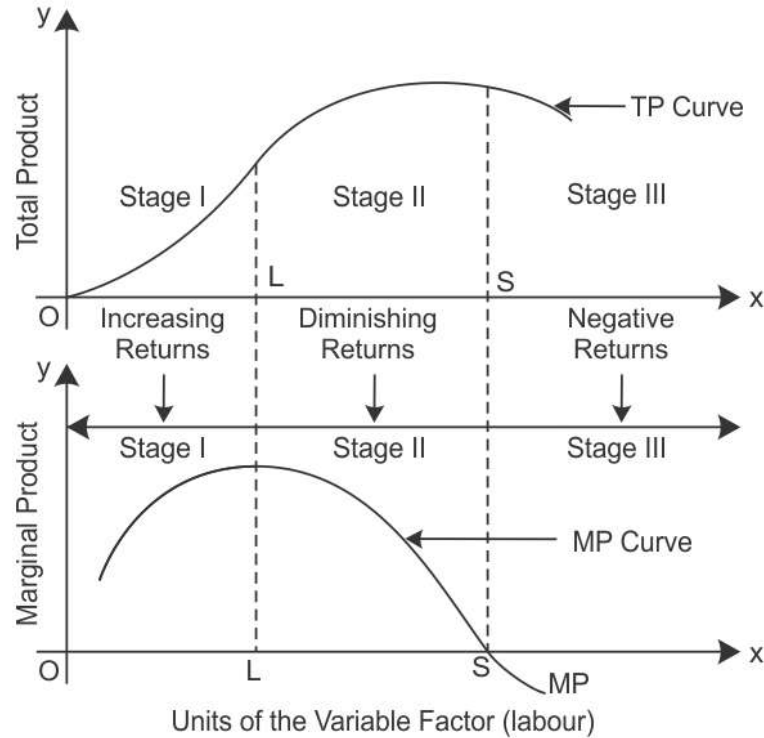 y
Total Product
TP Curve
Stage I
Stage II
Stage III
L
S
O
x
Increasing
Returns
Diminishing
Returns
Negative
Returns
y
Marginal Product
Stage I
Stage II
Stage III
MP Curve
O
L
S
x
MP
Units of the Variable Factor (labour)